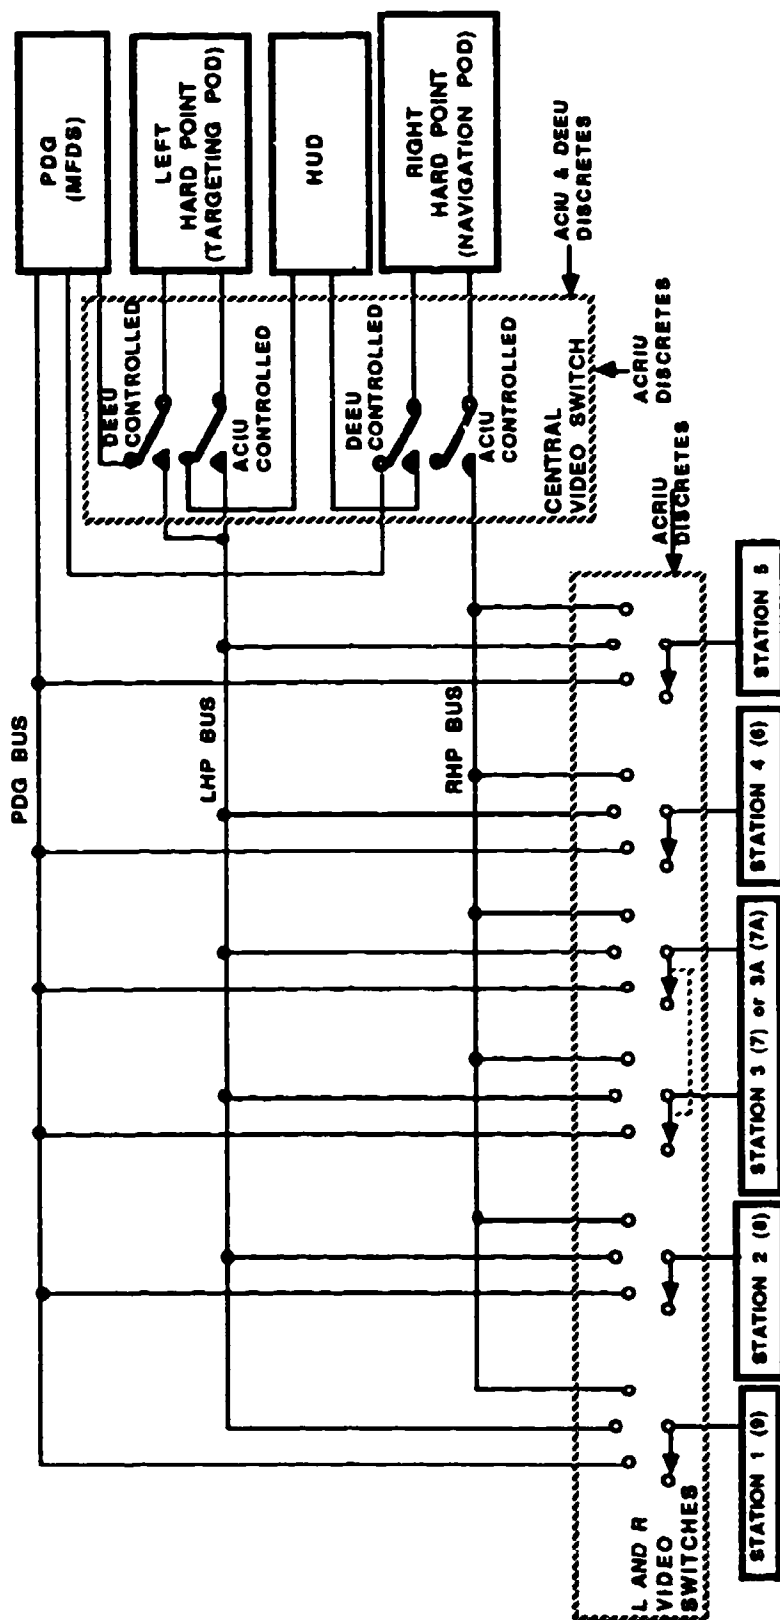 PDG
(MFDS)
LEFT
HARD POINT
(TARGETING POD)
HUD
RIGHT
HARD POINT
(NAVIGATION POD)
DEEU
CONTROLLED
ACIU
CONTROLLED
DEEU
CONTROLLED
ACIU
CONTROLLED
CENTRAL
VIDEO SWITCH
ACIU & DEEU
DISCRETES
ACRIU
DISCRETES
ACRIU
DISCRETES
PDG BUS
LHP BUS
RHP BUS
L AND R
VIDEO
SWITCHES
STATION 1 (9)
STATION 2 (8)
STATION 3 (7) or 3A (7A)
STATION 4 (6)
STATION 5